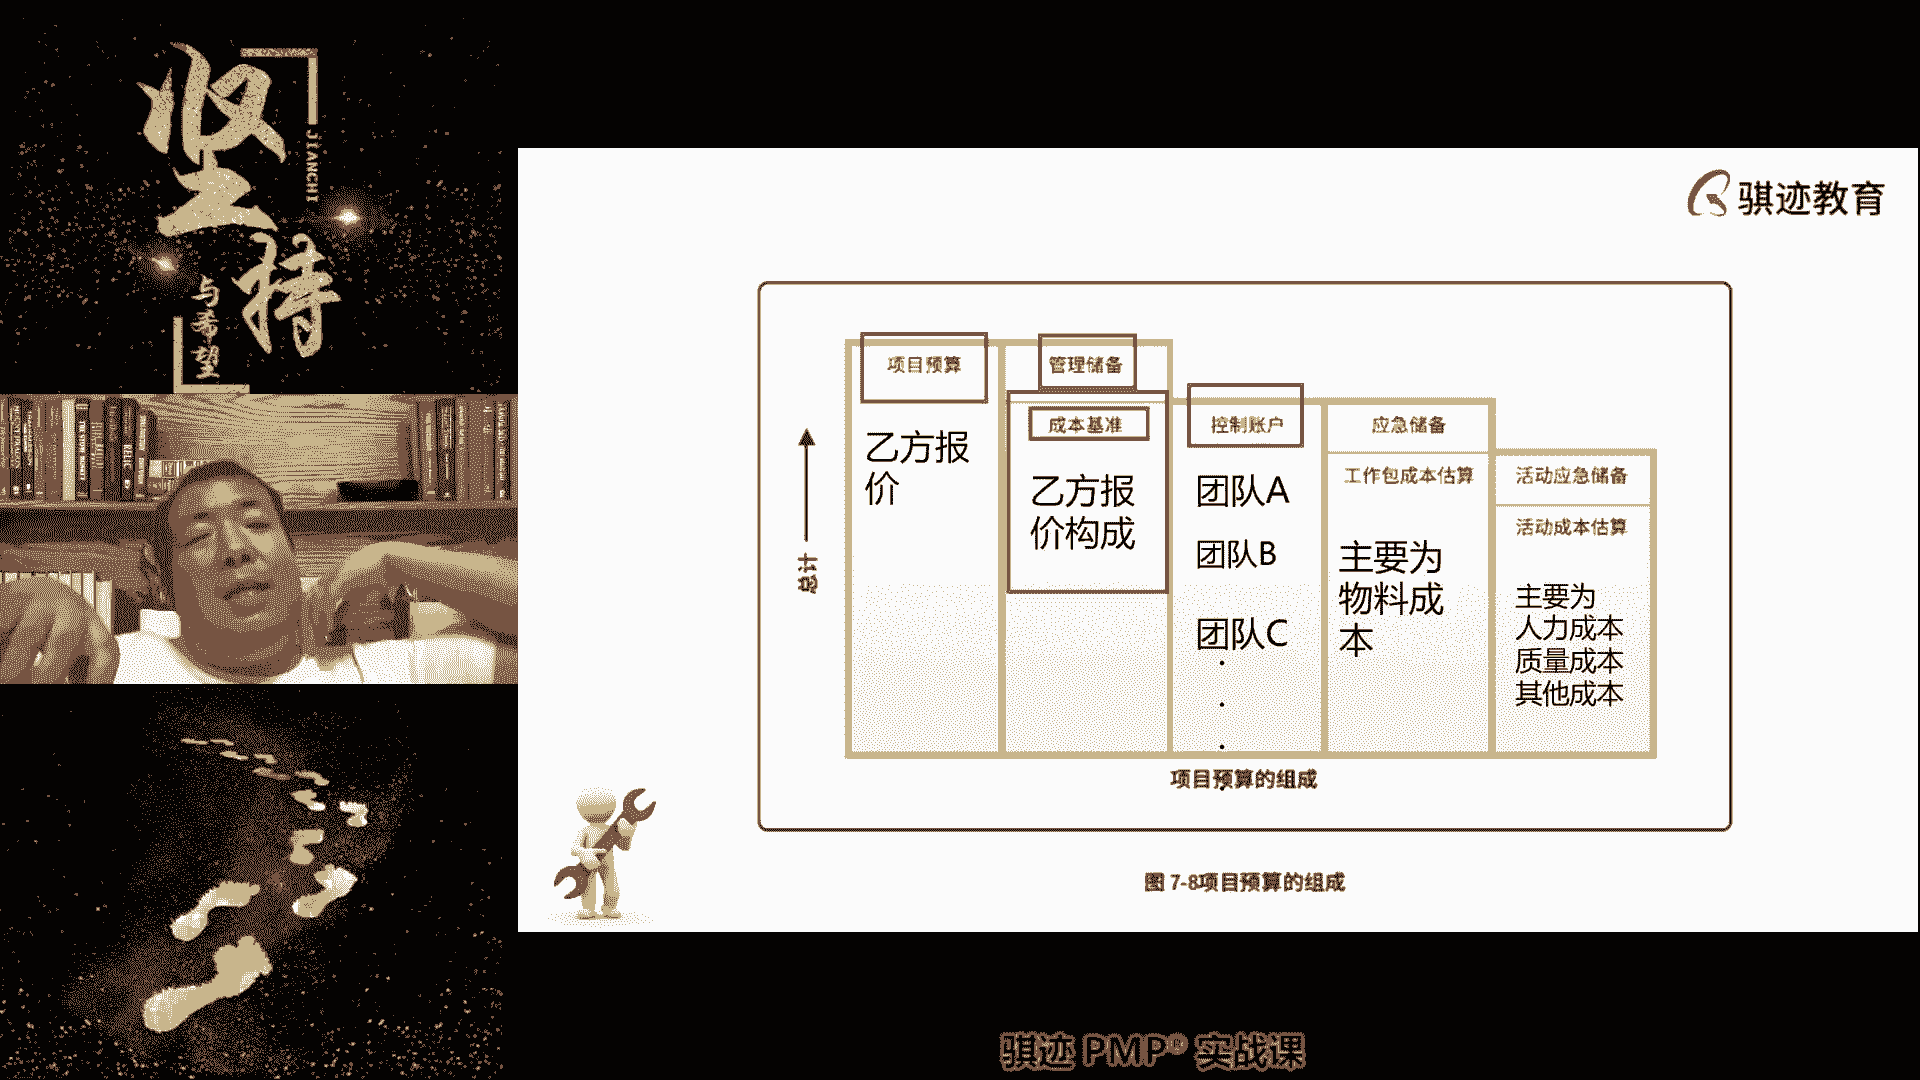 坚持
JIANCHI
与希望
骐迹教育
项目预算
管理储备
成本基准
控制账户
应急储备
工作包成本估算
活动应急储备
活动成本估算
乙方报
价
乙方报
价构成
团队A
团队B
团队C
主要为
物料成
本
主要为
人力成本
质量成本
其他成本
总计
项目预算的组成
图 7-8项目预算的组成
骐迹 PMP® 实战课